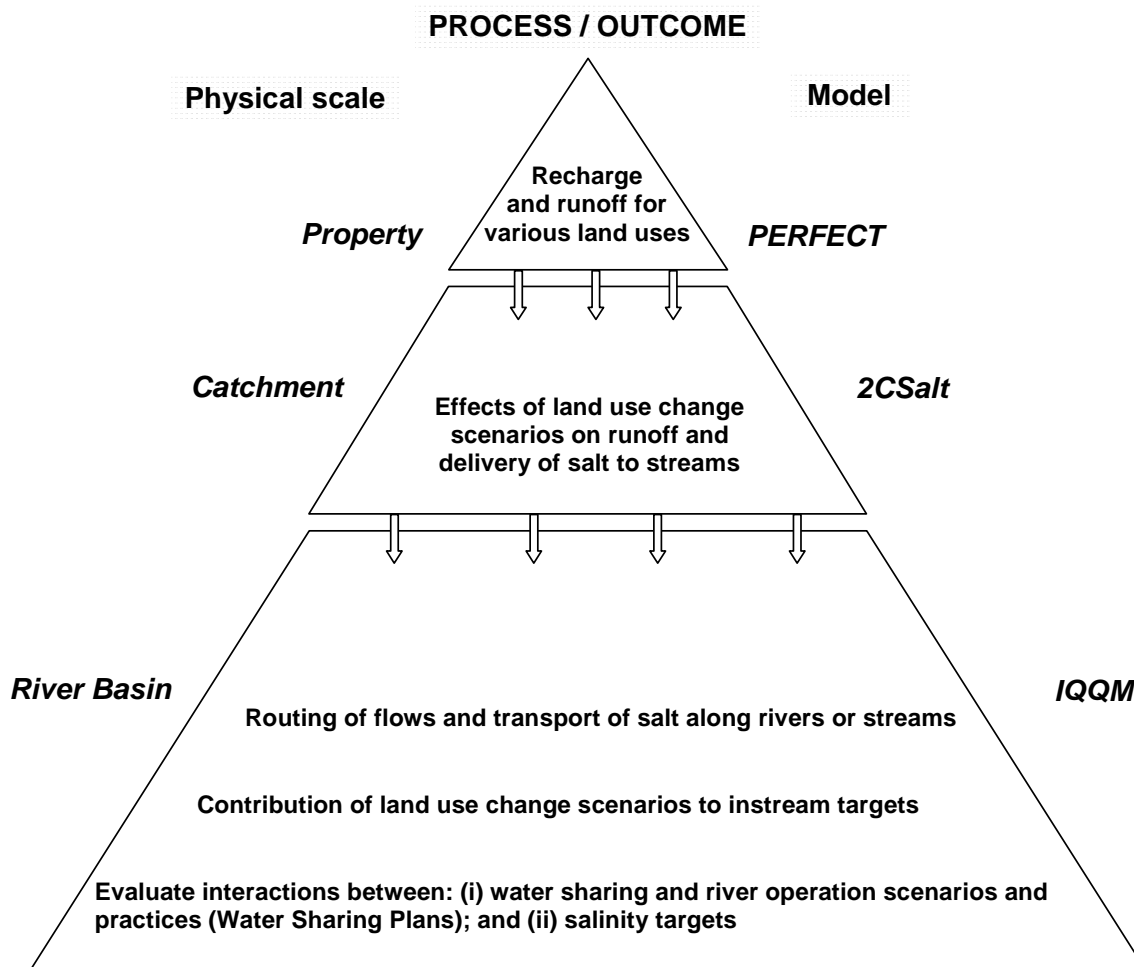 PROCESS / OUTCOME
Physical scale
Model
Recharge
and runoff for
various land uses
Property
PERFECT
Catchment
2CSalt
Effects of land use change
scenarios on runoff and
delivery of salt to streams
River Basin
IQQM
Routing of flows and transport of salt along rivers or streams
Contribution of land use change scenarios to instream targets
Evaluate interactions between: (i) water sharing and river operation scenarios and
practices (Water Sharing Plans); and (ii) salinity targets